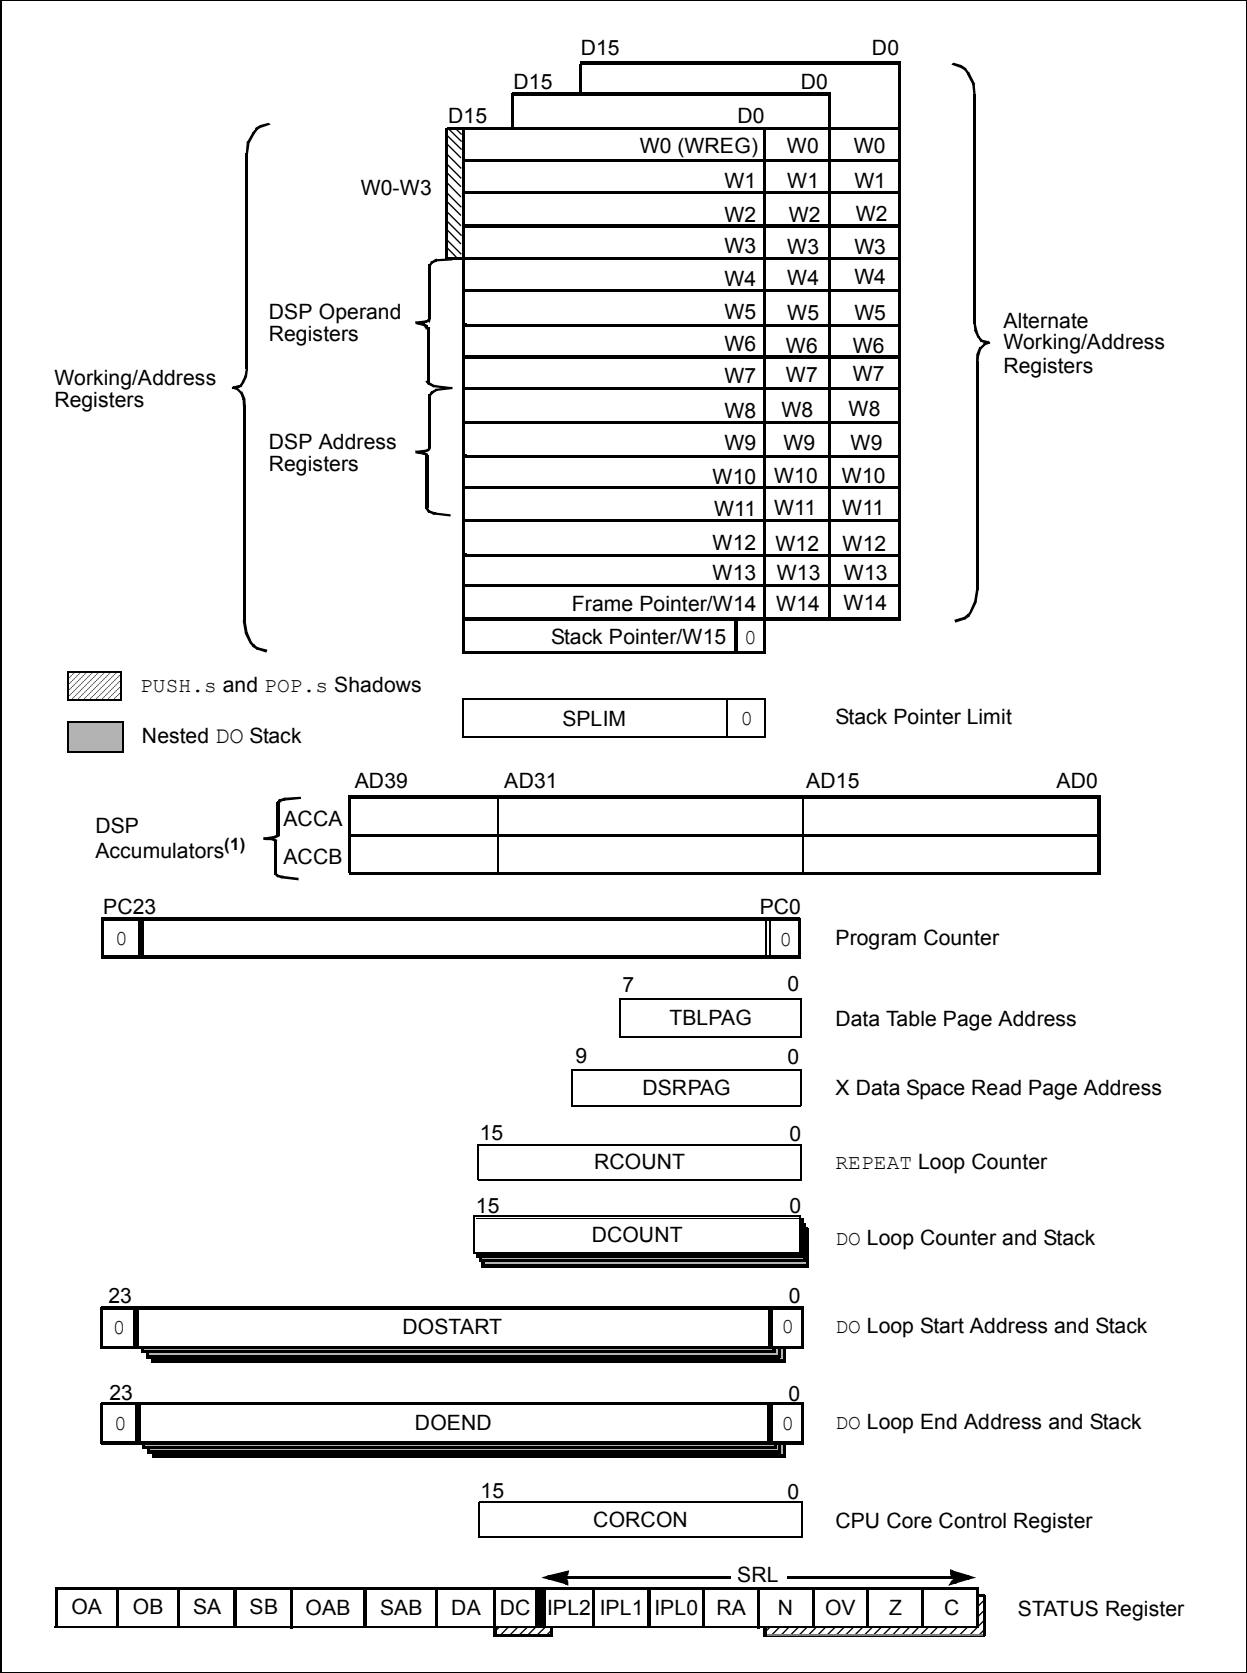 D15 D0
D15 D0
D15 D0
W0 (WREG) W0 W0
W0-W3
W1 W1 W1
W2 W2 W2
W3 W3 W3
W4 W4 W4
DSP Operand
Registers
W5 W5 W5
W6 W6 W6
W7 W7 W7
Alternate
Working/Address
Registers
Working/Address
Registers
W8 W8 W8
DSP Address
Registers
W9 W9 W9
W10 W10 W10
W11 W11 W11
W12 W12 W12
W13 W13 W13
Frame Pointer/W14 W14 W14
Stack Pointer/W15 0
PUSH.s and POP.s Shadows
Nested DO Stack
SPLIM 0 Stack Pointer Limit
AD39 AD31 AD15 AD0
DSP
Accumulators(1)
ACCA
ACCB
PC23 PC0
0 0 Program Counter
7 0
TBLPAG Data Table Page Address
9 0
DSRPAG X Data Space Read Page Address
15 0
RCOUNT REPEAT Loop Counter
15 0
DCOUNT DO Loop Counter and Stack
23 0
0 DOSTART 0 DO Loop Start Address and Stack
23 0
0 DOEND 0 DO Loop End Address and Stack
15 0
CORCON CPU Core Control Register
SRL
OA OB SA SB OAB SAB DA DC IPL2 IPL1 IPL0 RA N OV Z C STATUS Register